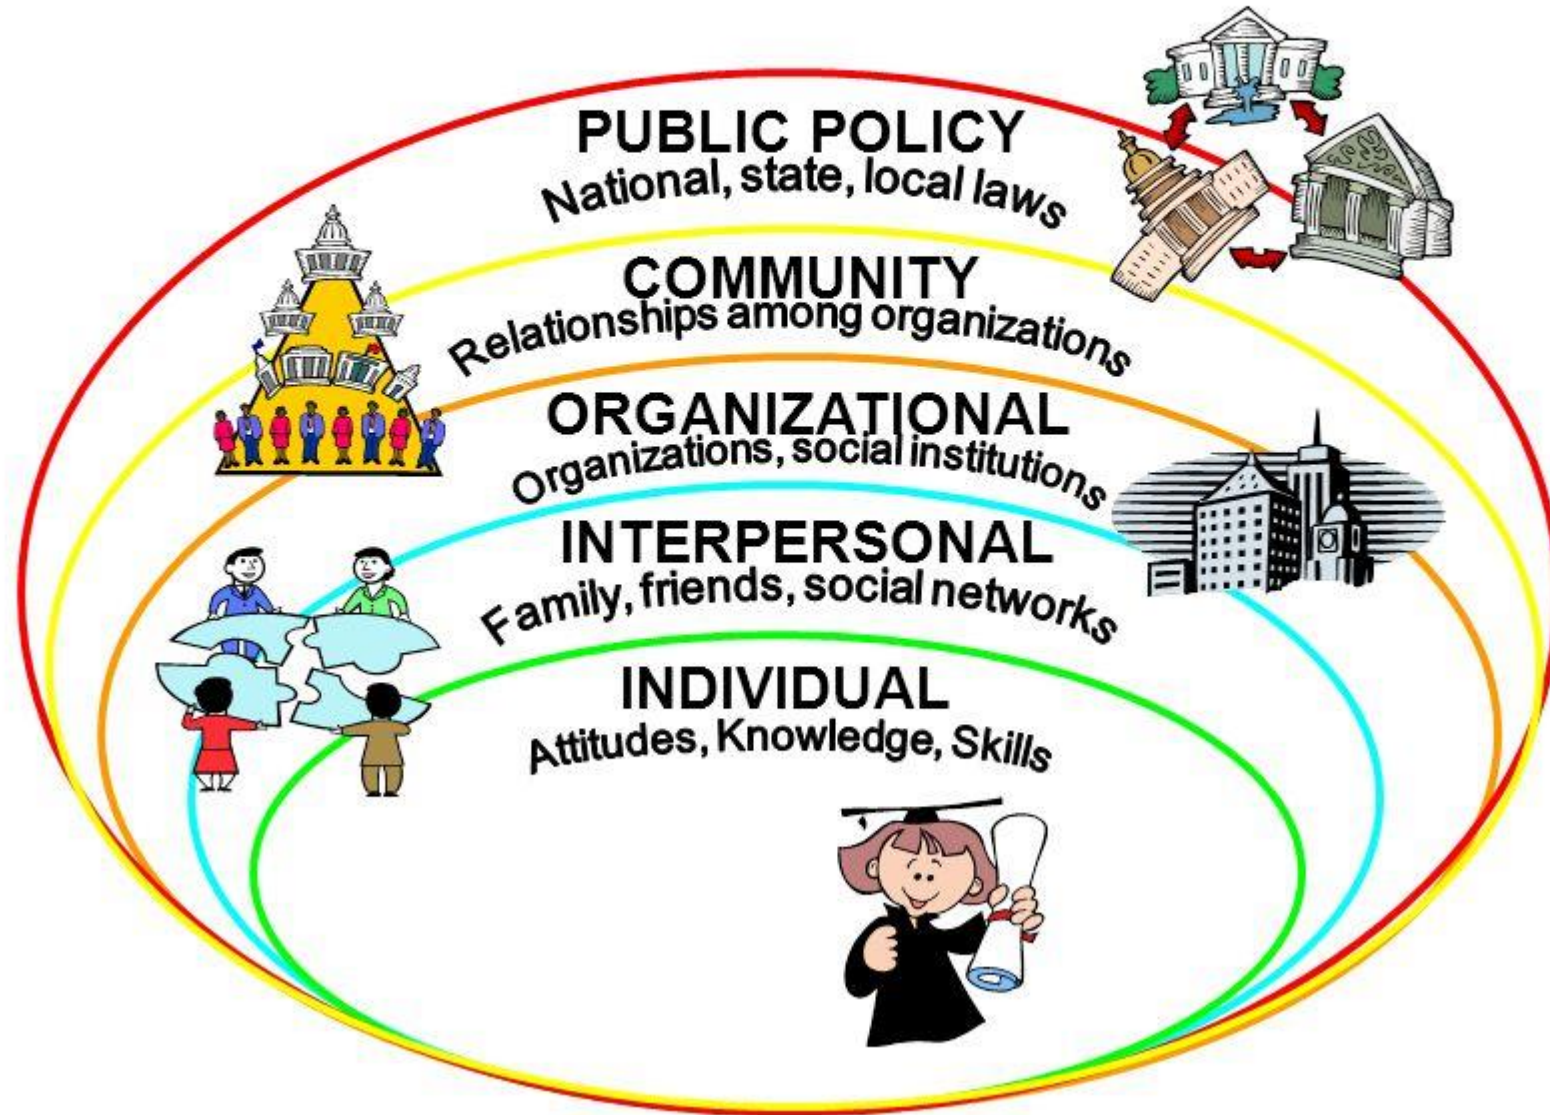 PUBLIC POLICY
National, state, local laws
COMMUNITY
Relationships among organizations
ORGANIZATIONAL
Organizations, social institutions
INTERPERSONAL
Family, friends, social networks
INDIVIDUAL
Attitudes, Knowledge, Skills